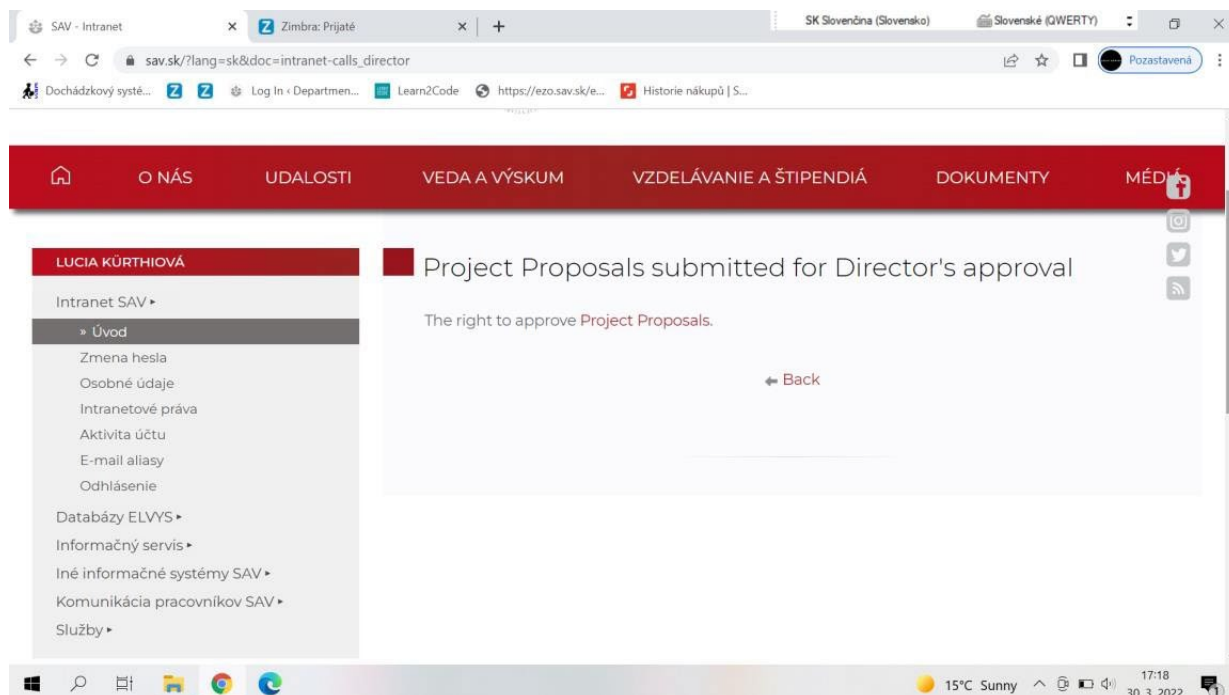 SAV - Intranet
Zimbra: Prijaté
SK Slovenčina (Slovensko)
Slovenské (QWERTY)
sav.sk/?lang=sk&doc=intranet-calls_director
Pozastavená
Dochádzkový systé...
Log In ‹ Departmen...
Learn2Code
https://ezo.sav.sk/e...
Historie nákupů | S...
O NÁS
UDALOSTI
VEDA A VÝSKUM
VZDELÁVANIE A ŠTIPENDIÁ
DOKUMENTY
MÉDIÁ
LUCIA KÜRTHIOVÁ
Intranet SAV ▸
» Úvod
Zmena hesla
Osobné údaje
Intranetové práva
Aktivita účtu
E-mail aliasy
Odhlásenie
Databázy ELVYS ▸
Informačný servis ▸
Iné informačné systémy SAV ▸
Komunikácia pracovníkov SAV ▸
Služby ▸
Project Proposals submitted for Director's approval
The right to approve Project Proposals.
Back
15°C Sunny
17:18
30. 3. 2022